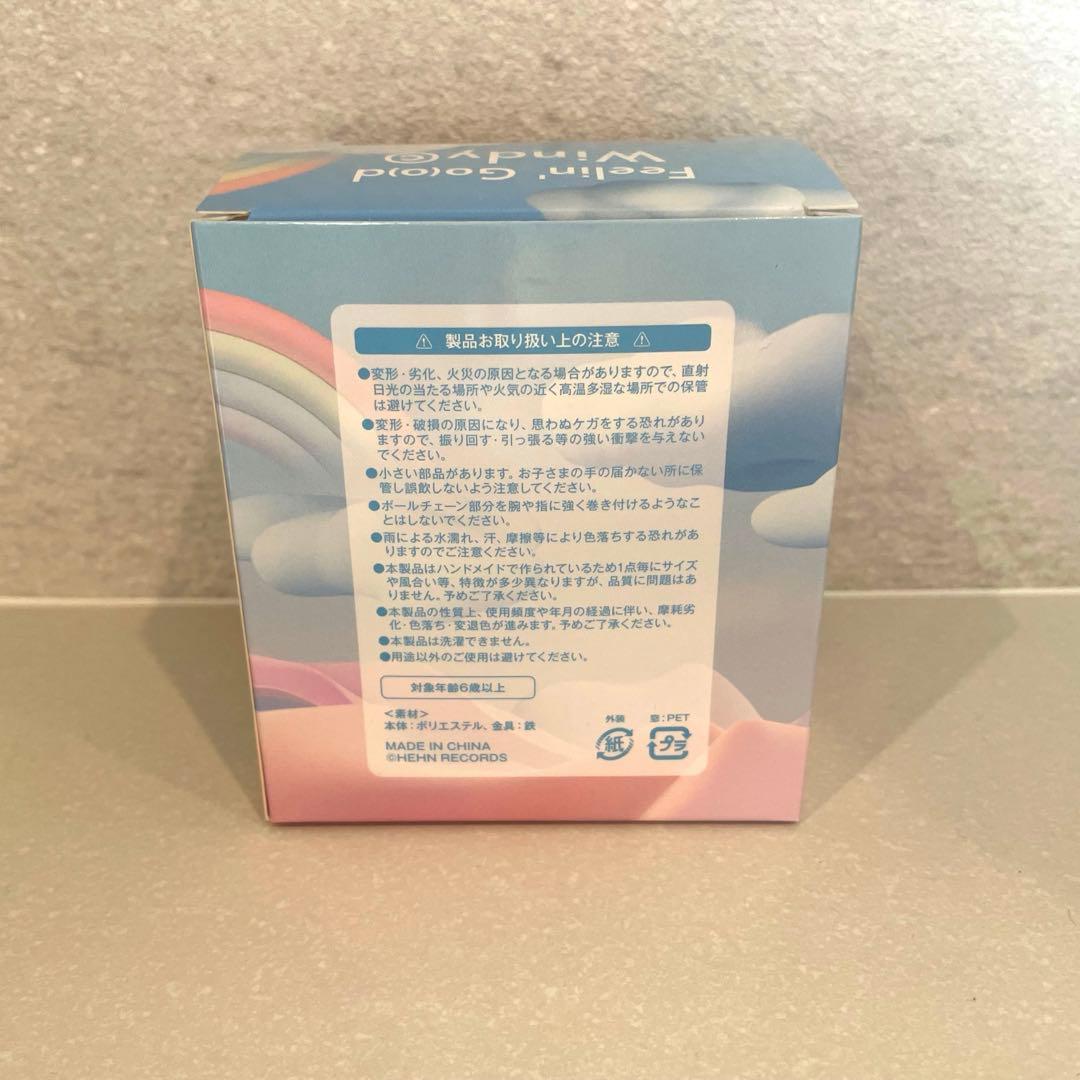 Feelin' Go(o)d
Windy©
⚠ 製品お取り扱い上の注意 ⚠
●変形・劣化、火災の原因となる場合がありますので、直射
日光の当たる場所や火気の近く高温多湿な場所での保管
は避けてください。
●変形・破損の原因になり、思わぬケガをする恐れがあり
ますので、振り回す・引っ張る等の強い衝撃を与えない
でください。
●小さい部品があります。お子さまの手の届かない所に保
管し誤飲しないよう注意してください。
●ボールチェーン部分を腕や指に強く巻き付けるようなこ
とはしないでください。
●雨による水濡れ、汗、摩擦等により色落ちする恐れがあ
りますのでご注意ください。
●本製品はハンドメイドで作られているため1点毎にサイズ
や風合い等、特徴が多少異なりますが、品質に問題はあ
りません。予めご了承ください。
●本製品の性質上、使用頻度や年月の経過に伴い、摩耗劣
化・色落ち・変退色が進みます。予めご了承ください。
●本製品は洗濯できません。
●用途以外のご使用は避けてください。
対象年齢6歳以上
＜素材＞
本体：ポリエステル、金具：鉄
MADE IN CHINA
©HEHN RECORDS
外装 窓：PET
紙 プラ